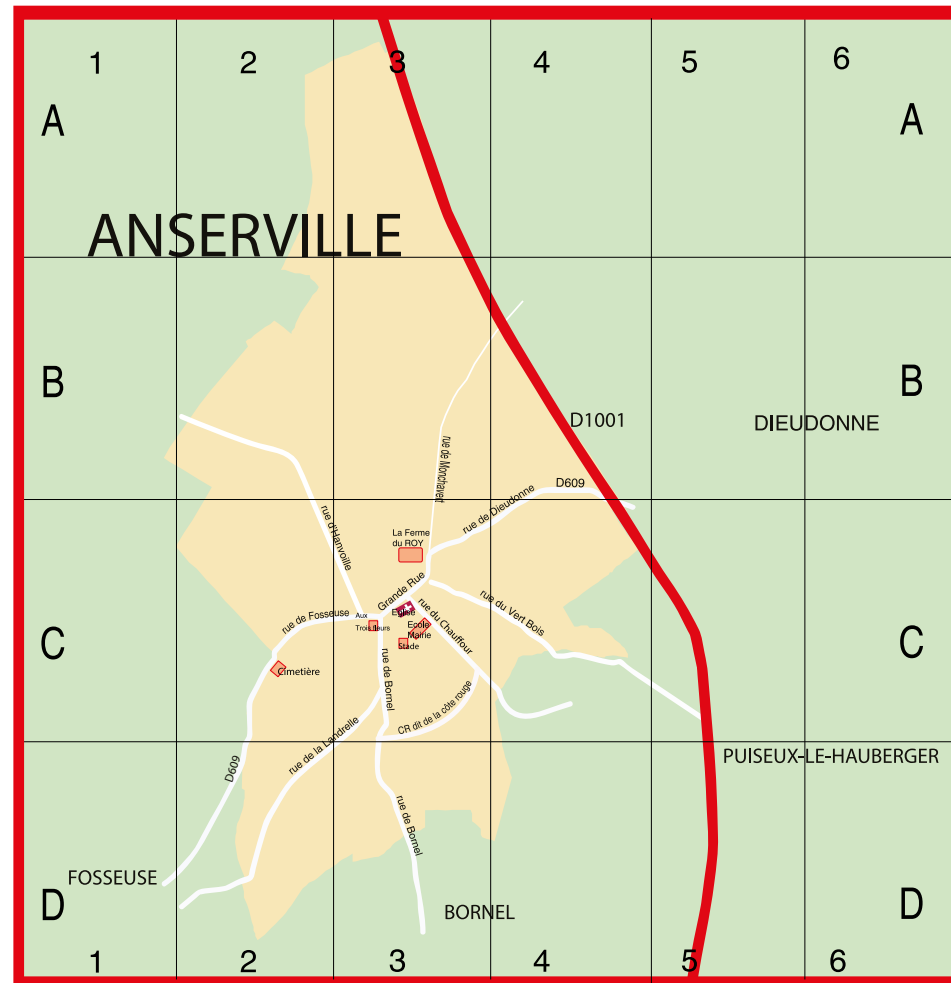 1 2 3 4 5 6
A A
ANSERVILLE
B B
D1001
DIEUDONNE
rue de Monchavert
D609
rue de Dieudonne
rue d'Hanvoille
La Ferme
du ROY
Grande Rue
rue du Vert Bois
rue de Fosseuse
Aux
Trois fleurs
Eglise
rue du Chauffour
Ecole
Mairie
Stade
C C
Cimetière
rue de Bornel
CR dit de la côte rouge
rue de la Landrelle
D609
PUISEUX-LE-HAUBERGER
rue de Bornel
FOSSEUSE
BORNEL
D D
1 2 3 4 5 6